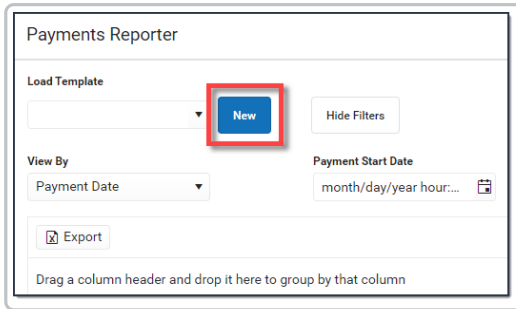 Payments Reporter
Load Template
New
Hide Filters
View By
Payment Start Date
Payment Date
month/day/year hour:...
Export
Drag a column header and drop it here to group by that column